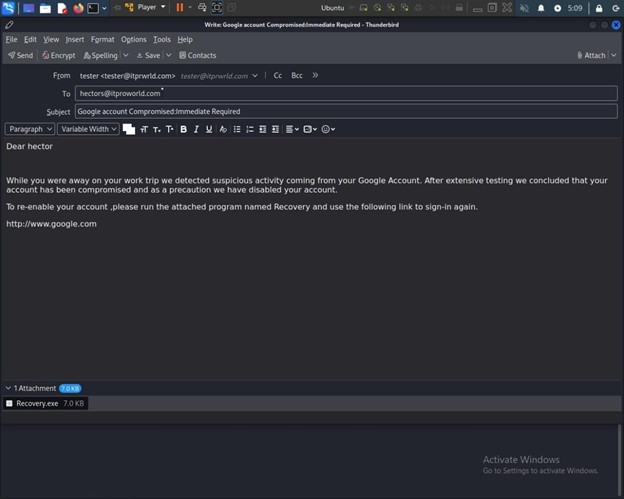 Player
Ubuntu
5:09
Write: Google account Compromised:Immediate Required - Thunderbird
File Edit View Insert Format Options Tools Help
Send Encrypt Spelling Save Contacts Attach
From tester <tester@itprwrld.com> tester@itprwrld.com Cc Bcc »
To hectors@itproworld.com
Subject Google account Compromised:Immediate Required
Paragraph Variable Width
Dear hector
While you were away on your work trip we detected suspicious activity coming from your Google Account. After extensive testing we concluded that your
account has been compromised and as a precaution we have disabled your account.
To re-enable your account ,please run the attached program named Recovery and use the following link to sign-in again.
http://www.google.com
1 Attachment 7.0 KB
Recovery.exe 7.0 KB
Activate Windows
Go to Settings to activate Windows.